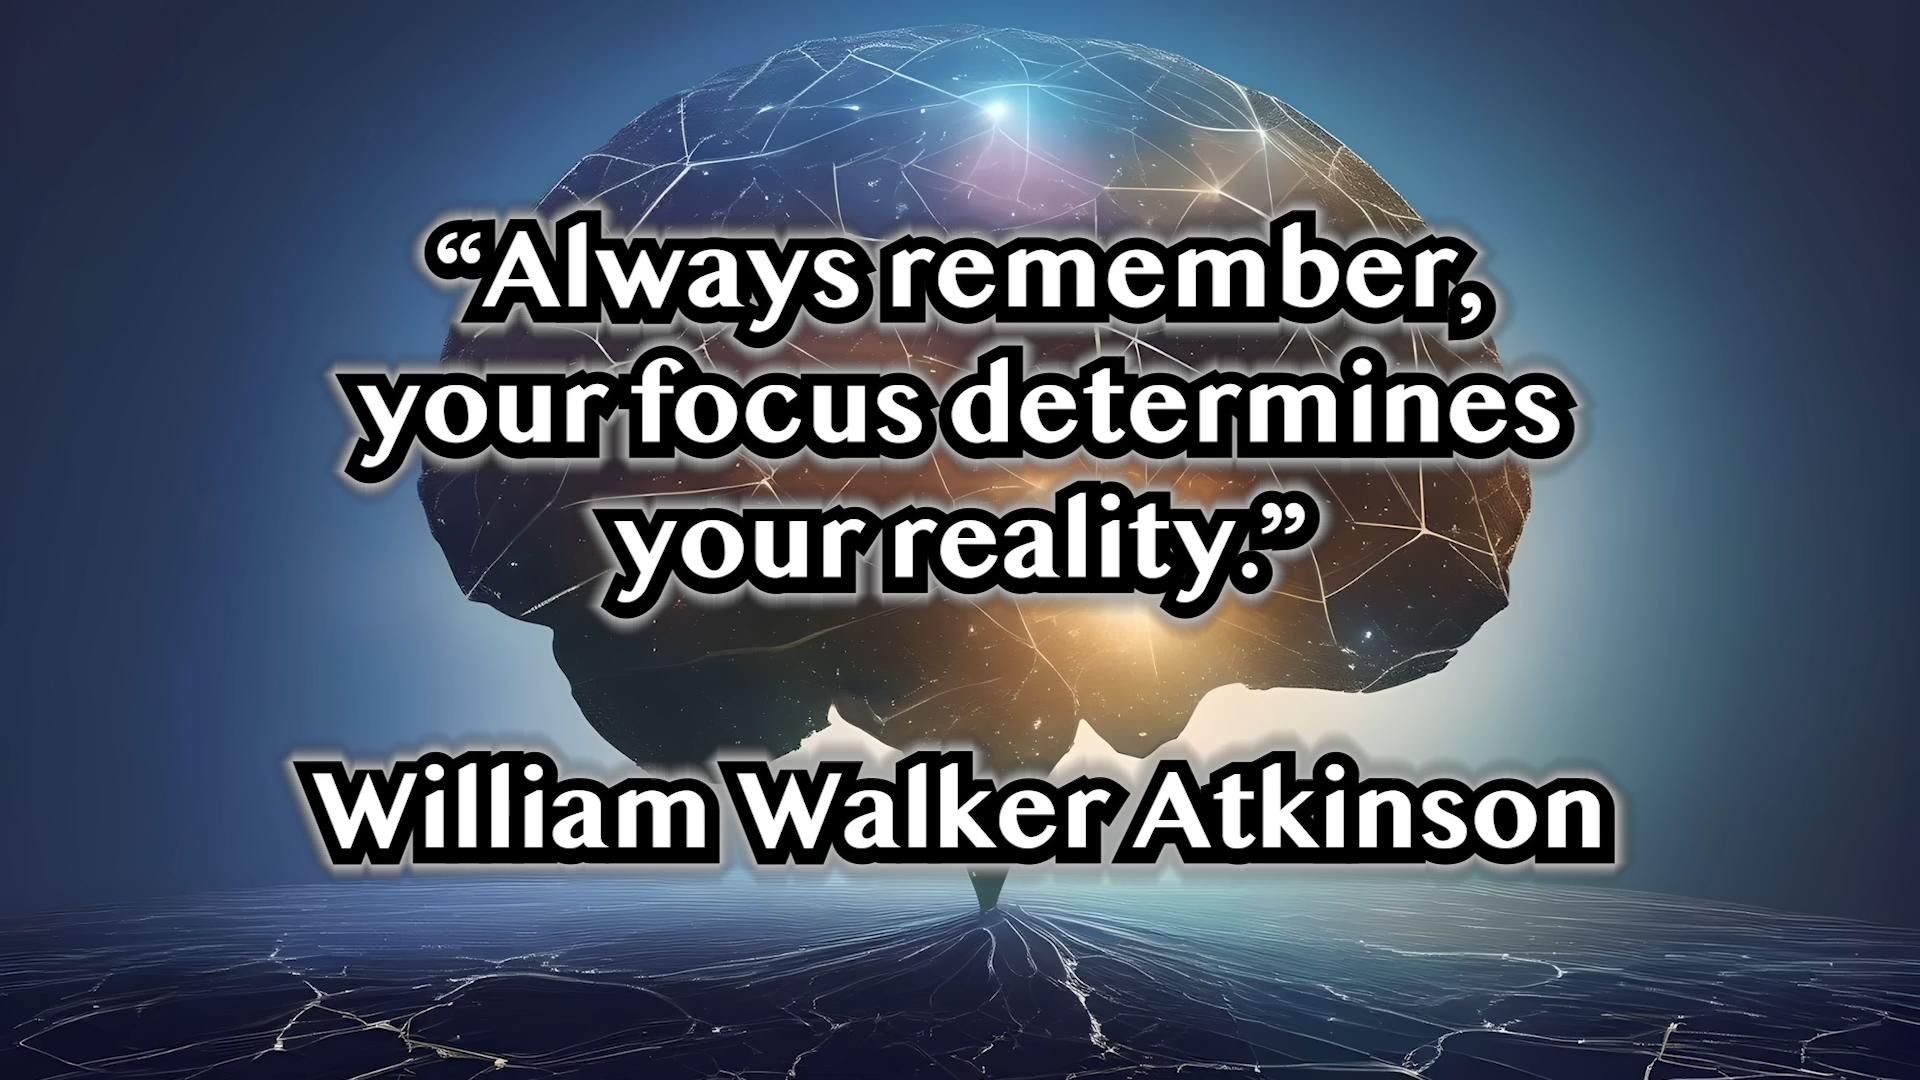 “Always remember,
your focus determines
your reality.”
William Walker Atkinson